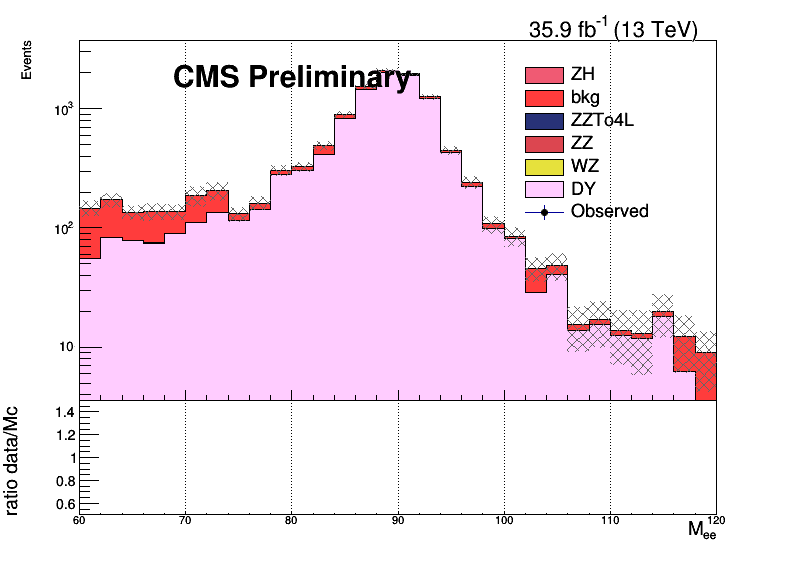 35.9 fb⁻¹ (13 TeV)
Events
CMS Preliminary
ZH
bkg
ZZTo4L
ZZ
WZ
DY
Observed
10³
10²
10
ratio data/Mc
1.4
1.2
1
0.8
0.6
60 70 80 90 100 110 120
M_ee